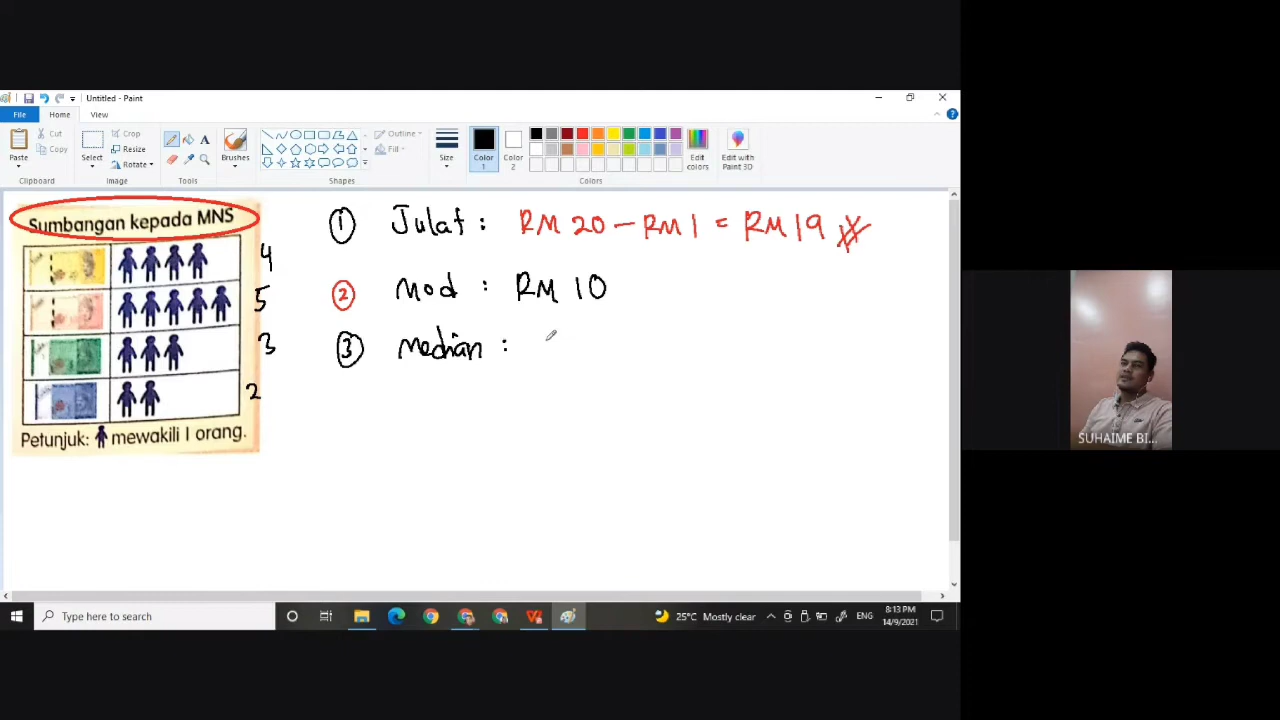 Untitled - Paint
File
Home
View
Paste
Cut
Copy
Clipboard
Select
Crop
Resize
Rotate
Image
Tools
Brushes
Shapes
Outline
Fill
Size
Color 1
Color 2
Edit colors
Edit with Paint 3D
Colors
Sumbangan kepada MNS
4
5
3
2
Petunjuk: mewakili 1 orang.
1 Julat : RM 20 - RM 1 = RM 19
2 Mod : RM 10
3 Median :
SUHAIME BI...
Type here to search
25°C Mostly clear
ENG
8:13 PM
14/9/2021